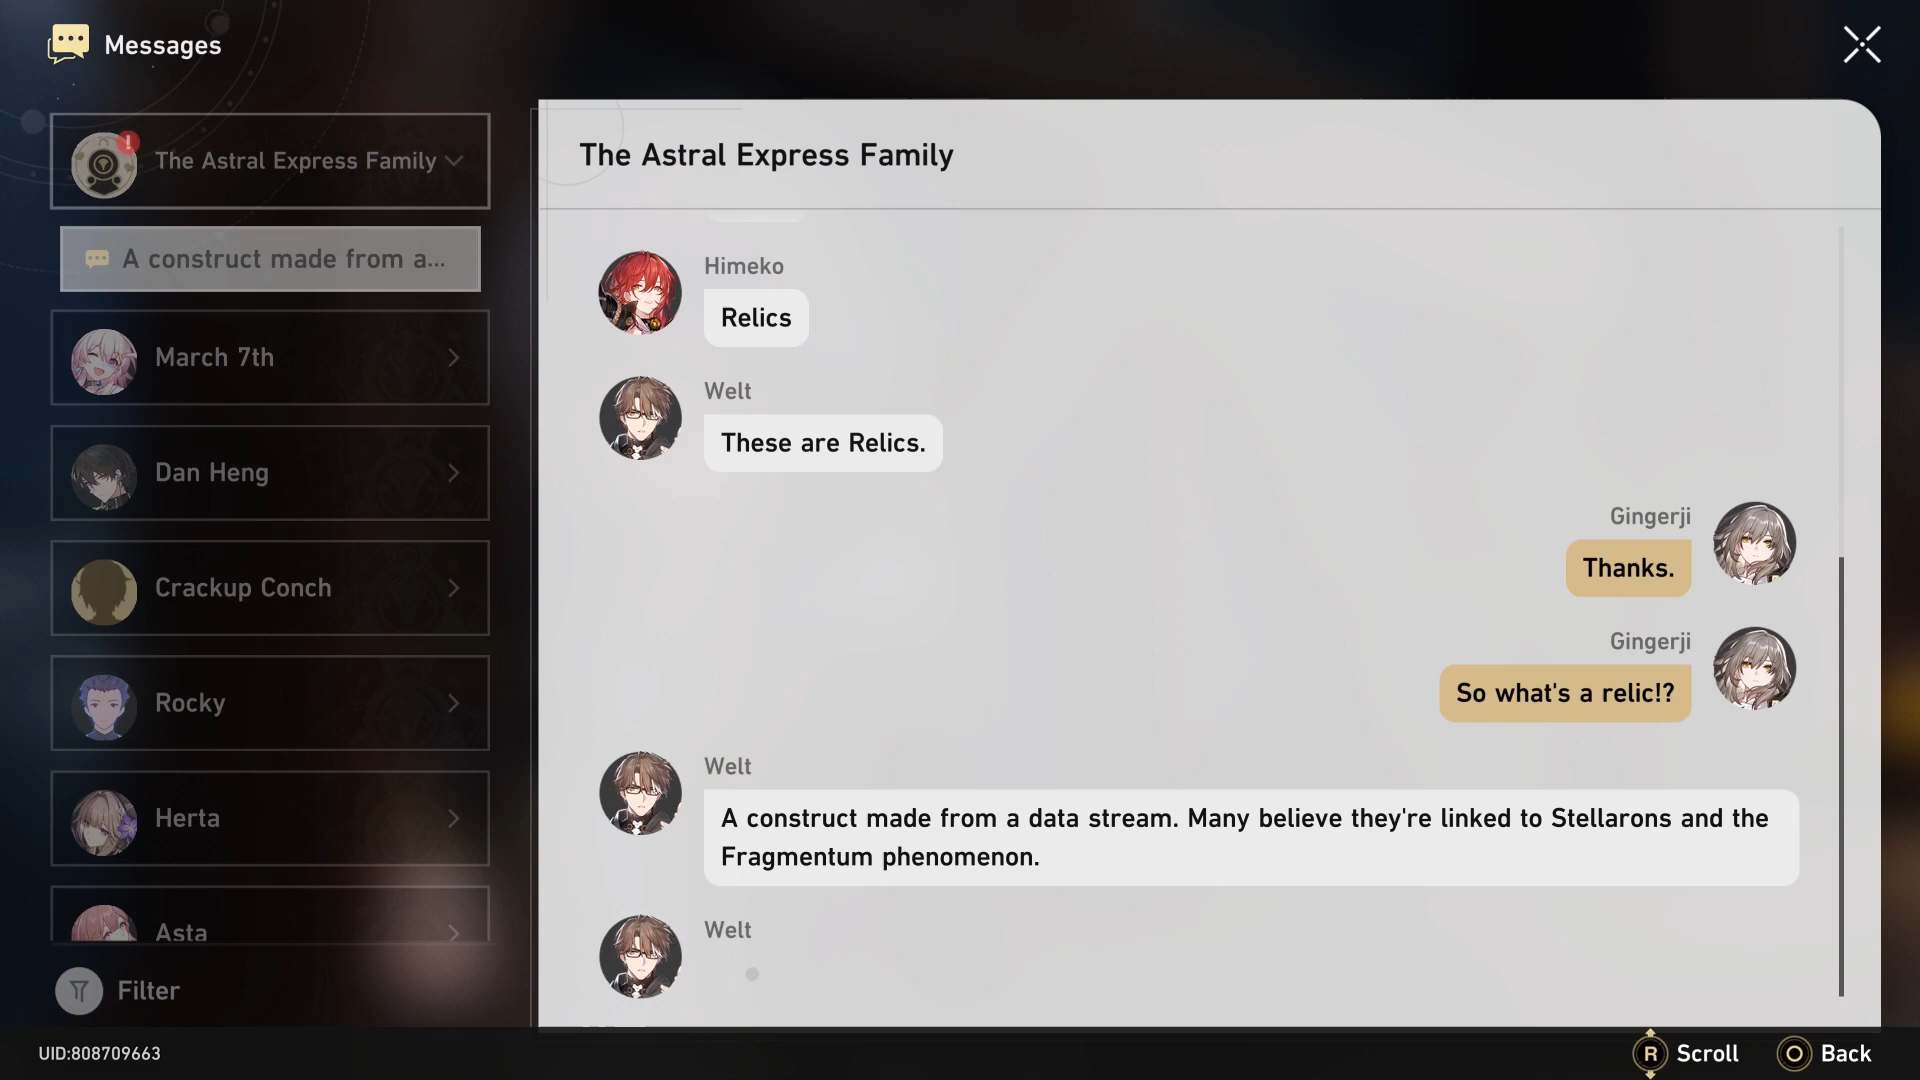 Messages
The Astral Express Family
A construct made from a...
March 7th
Dan Heng
Crackup Conch
Rocky
Herta
Asta
Filter
The Astral Express Family
Himeko
Relics
Welt
These are Relics.
Gingerji
Thanks.
Gingerji
So what's a relic!?
Welt
A construct made from a data stream. Many believe they're linked to Stellarons and the
Fragmentum phenomenon.
Welt
UID:808709663
R Scroll
Back